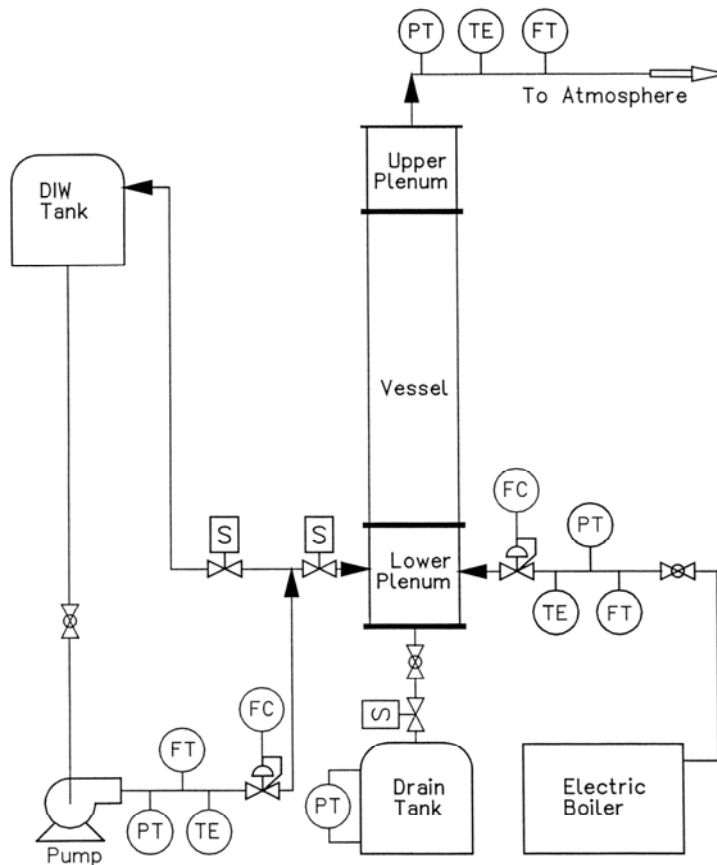 PT
TE
FT
To Atmosphere
Upper
Plenum
DIW
Tank
Vessel
FC
S
S
PT
Lower
Plenum
TE
FT
FC
S
FT
Drain
Tank
Electric
Boiler
PT
PT
TE
Pump